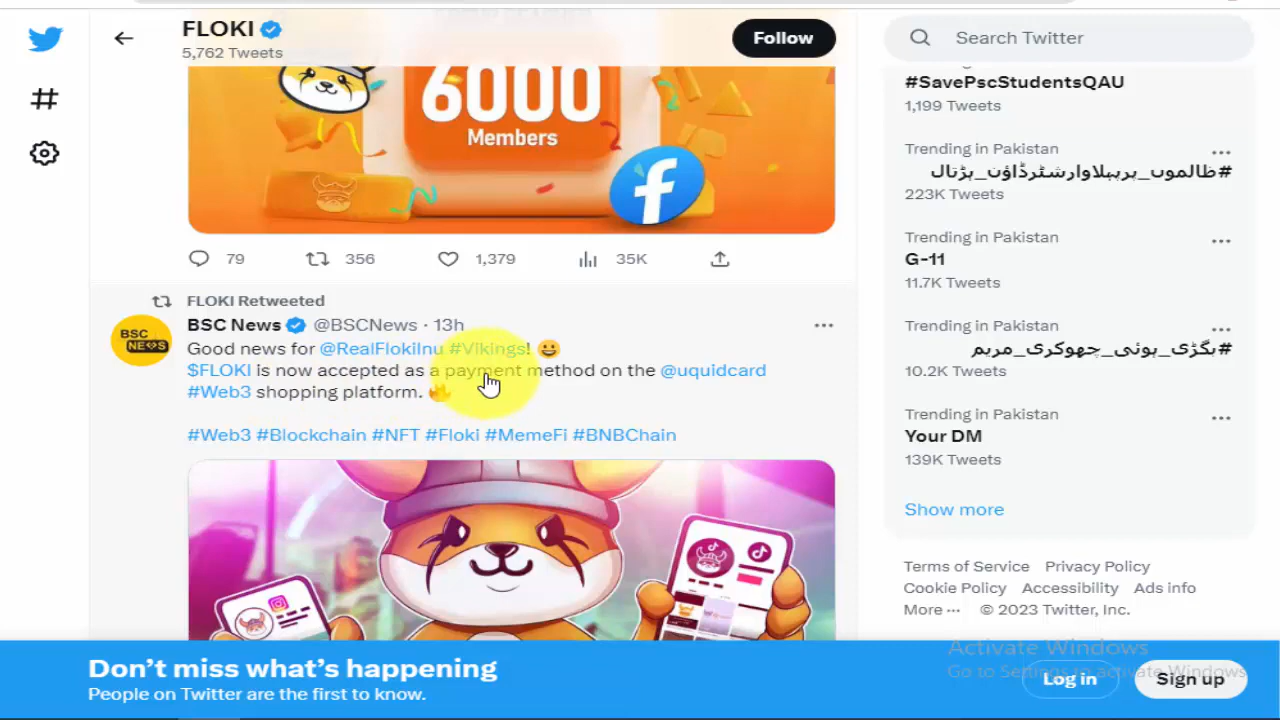 FLOKI
5,762 Tweets
Follow
Search Twitter
6000
Members
79
356
1,379
35K
FLOKI Retweeted
BSC
NEWS
BSC News @BSCNews · 13h
Good news for @RealFlokiInu #Vikings! 😀
$FLOKI is now accepted as a payment method on the @uquidcard
#Web3 shopping platform. 🔥
#Web3 #Blockchain #NFT #Floki #MemeFi #BNBChain
#SavePscStudentsQAU
1,199 Tweets
Trending in Pakistan
#ظالموں_پرپہلاوارشٹرڈاؤن_ہڑتال
223K Tweets
Trending in Pakistan
G-11
11.7K Tweets
Trending in Pakistan
#بگڑی_ہوئی_چھوکری_مریم
10.2K Tweets
Trending in Pakistan
Your DM
139K Tweets
Show more
Terms of Service Privacy Policy
Cookie Policy Accessibility Ads info
More ··· © 2023 Twitter, Inc.
Don't miss what's happening
People on Twitter are the first to know.
Activate Windows
Go to Settings to activate Windows.
Log in
Sign up